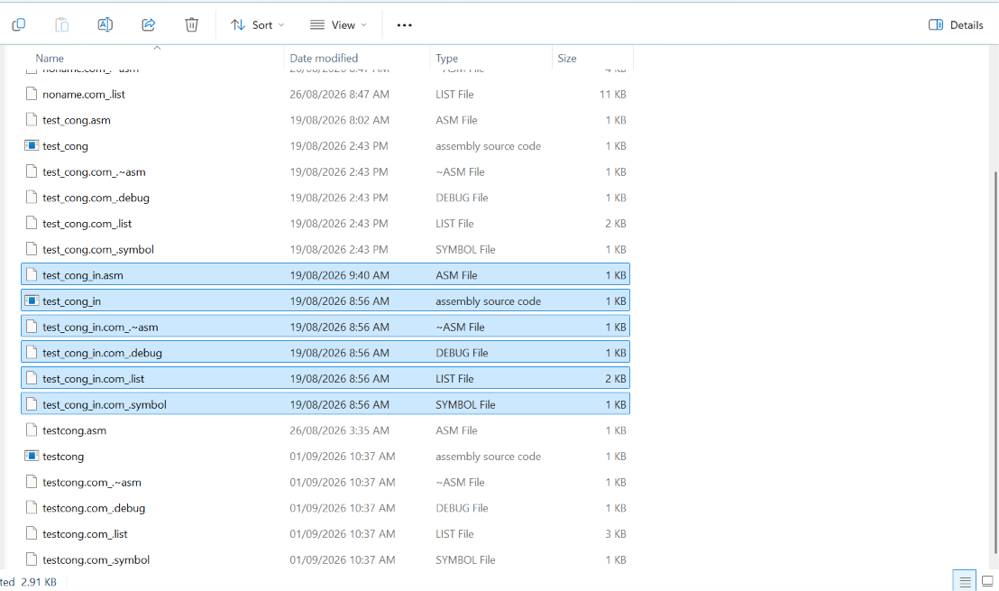 Sort View ... Details
Name Date modified Type Size
noname.com_.~asm 26/08/2026 8:47 AM ~ASM File 4 KB
noname.com_.list 26/08/2026 8:47 AM LIST File 11 KB
test_cong.asm 19/08/2026 8:02 AM ASM File 1 KB
test_cong 19/08/2026 2:43 PM assembly source code 1 KB
test_cong.com_.~asm 19/08/2026 2:43 PM ~ASM File 1 KB
test_cong.com_.debug 19/08/2026 2:43 PM DEBUG File 1 KB
test_cong.com_.list 19/08/2026 2:43 PM LIST File 2 KB
test_cong.com_.symbol 19/08/2026 2:43 PM SYMBOL File 1 KB
test_cong_in.asm 19/08/2026 9:40 AM ASM File 1 KB
test_cong_in 19/08/2026 8:56 AM assembly source code 1 KB
test_cong_in.com_.~asm 19/08/2026 8:56 AM ~ASM File 1 KB
test_cong_in.com_.debug 19/08/2026 8:56 AM DEBUG File 1 KB
test_cong_in.com_.list 19/08/2026 8:56 AM LIST File 2 KB
test_cong_in.com_.symbol 19/08/2026 8:56 AM SYMBOL File 1 KB
testcong.asm 26/08/2026 3:35 AM ASM File 1 KB
testcong 01/09/2026 10:37 AM assembly source code 1 KB
testcong.com_.~asm 01/09/2026 10:37 AM ~ASM File 1 KB
testcong.com_.debug 01/09/2026 10:37 AM DEBUG File 1 KB
testcong.com_.list 01/09/2026 10:37 AM LIST File 3 KB
testcong.com_.symbol 01/09/2026 10:37 AM SYMBOL File 1 KB
ted 2.91 KB